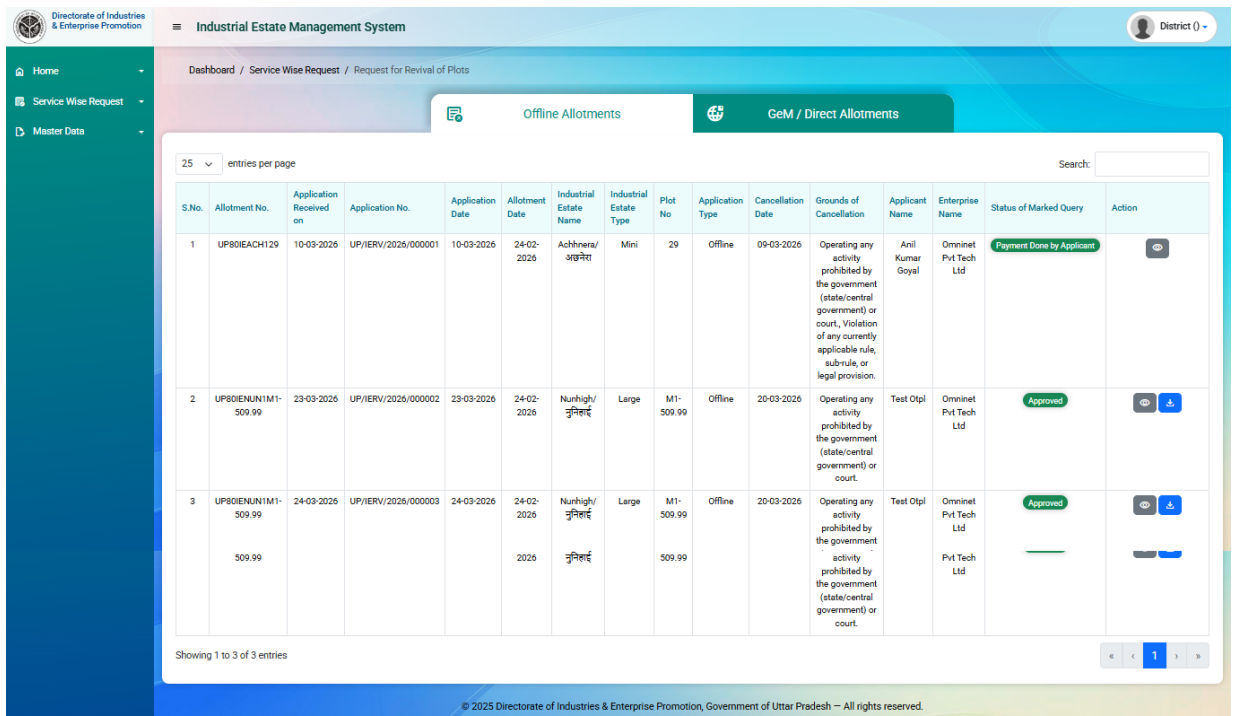 Directorate of Industries
& Enterprise Promotion
Industrial Estate Management System
District ()
Home
Service Wise Request
Master Data
Dashboard / Service Wise Request / Request for Revival of Plots
Offline Allotments
GeM / Direct Allotments
25 entries per page
Search:
S.No.
Allotment No.
Application
Received
on
Application No.
Application
Date
Allotment
Date
Industrial
Estate
Name
Industrial
Estate
Type
Plot
No
Application
Type
Cancellation
Date
Grounds of
Cancellation
Applicant
Name
Enterprise
Name
Status of Marked Query
Action
1
UP80IEACH129
10-03-2026
UP/IERV/2026/000001
10-03-2026
24-02-
2026
Achhnera/
अछनेरा
Mini
29
Offline
09-03-2026
Operating any
activity
prohibited by
the government
(state/central
government) or
court., Violation
of any currently
applicable rule,
sub-rule, or
legal provision.
Anil
Kumar
Goyal
Omninet
Pvt Tech
Ltd
Payment Done by Applicant
2
UP80IENUN1M1-
509.99
23-03-2026
UP/IERV/2026/000002
23-03-2026
24-02-
2026
Nunhigh/
नुनिहाई
Large
M1-
509.99
Offline
20-03-2026
Operating any
activity
prohibited by
the government
(state/central
government) or
court.
Test Otpl
Omninet
Pvt Tech
Ltd
Approved
3
UP80IENUN1M1-
509.99
24-03-2026
UP/IERV/2026/000003
24-03-2026
24-02-
2026
Nunhigh/
नुनिहाई
Large
M1-
509.99
Offline
20-03-2026
Operating any
activity
prohibited by
the government
Test Otpl
Omninet
Pvt Tech
Ltd
Approved
509.99
2026
नुनिहाई
509.99
activity
prohibited by
the government
(state/central
government) or
court.
Pvt Tech
Ltd
Showing 1 to 3 of 3 entries
« ‹ 1 › »
© 2025 Directorate of Industries & Enterprise Promotion, Government of Uttar Pradesh — All rights reserved.